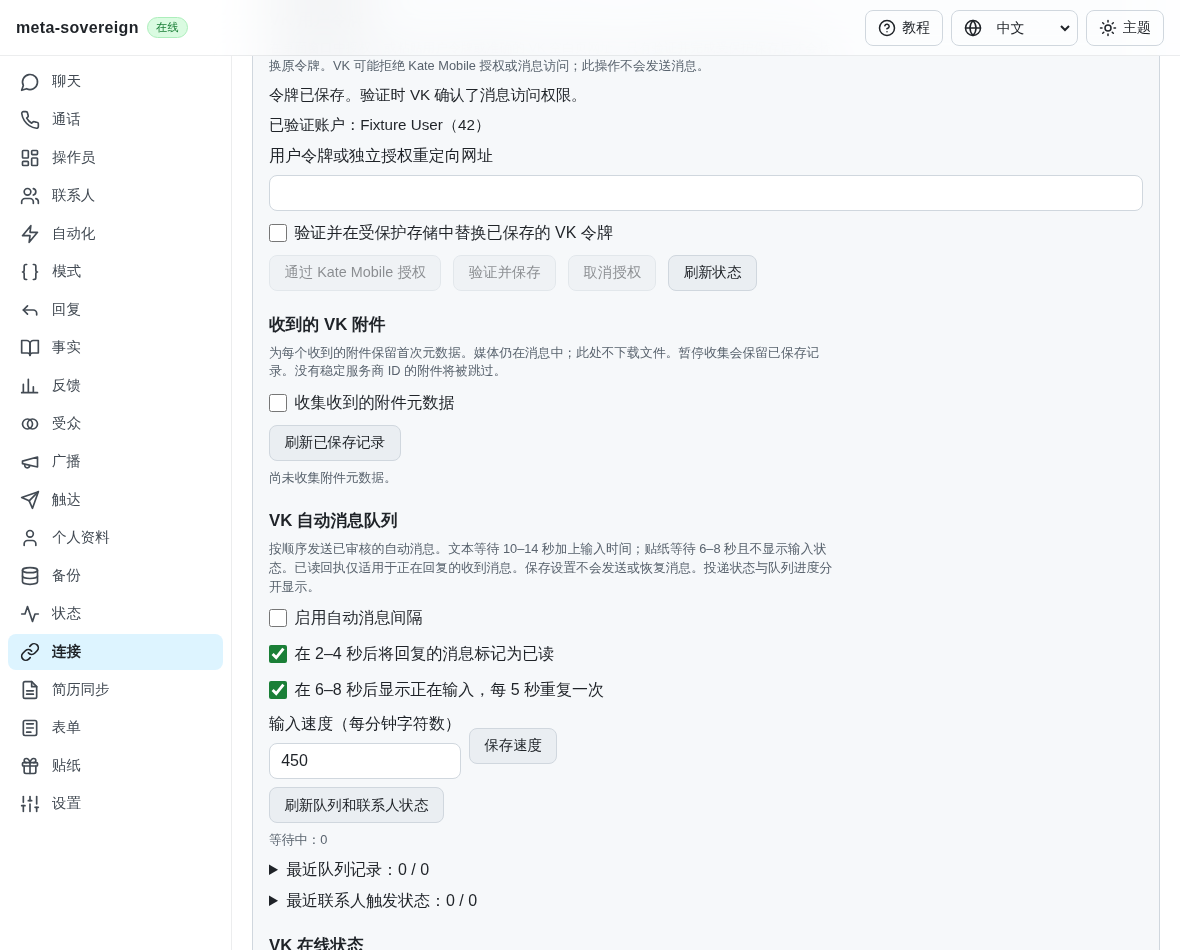 meta-sovereign 在线 教程 中文 主题
聊天
通话
操作员
联系人
自动化
模式
回复
事实
反馈
受众
广播
触达
个人资料
备份
状态
连接
简历同步
表单
贴纸
设置
换原令牌。VK 可能拒绝 Kate Mobile 授权或消息访问；此操作不会发送消息。
令牌已保存。验证时 VK 确认了消息访问权限。
已验证账户：Fixture User（42）
用户令牌或独立授权重定向网址
验证并在受保护存储中替换已保存的 VK 令牌
通过 Kate Mobile 授权 验证并保存 取消授权 刷新状态
收到的 VK 附件
为每个收到的附件保留首次元数据。媒体仍在消息中；此处不下载文件。暂停收集会保留已保存记
录。没有稳定服务商 ID 的附件将被跳过。
收集收到的附件元数据
刷新已保存记录
尚未收集附件元数据。
VK 自动消息队列
按顺序发送已审核的自动消息。文本等待 10–14 秒加上输入时间；贴纸等待 6–8 秒且不显示输入状
态。已读回执仅适用于正在回复的收到消息。保存设置不会发送或恢复消息。投递状态与队列进度分
开显示。
启用自动消息间隔
在 2–4 秒后将回复的消息标记为已读
在 6–8 秒后显示正在输入，每 5 秒重复一次
输入速度（每分钟字符数）
450 保存速度
刷新队列和联系人状态
等待中：0
最近队列记录：0 / 0
最近联系人触发状态：0 / 0
VK 在线状态